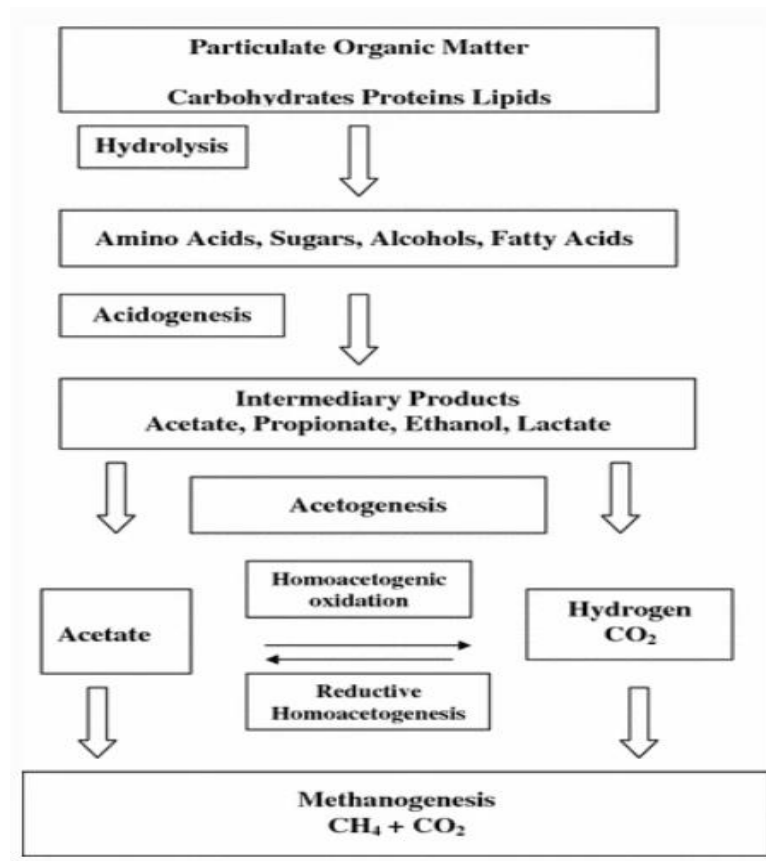 Particulate Organic Matter
Carbohydrates Proteins Lipids
Hydrolysis
Amino Acids, Sugars, Alcohols, Fatty Acids
Acidogenesis
Intermediary Products
Acetate, Propionate, Ethanol, Lactate
Acetogenesis
Homoacetogenic
oxidation
Acetate
Hydrogen
CO₂
Reductive
Homoacetogenesis
Methanogenesis
CH₄ + CO₂